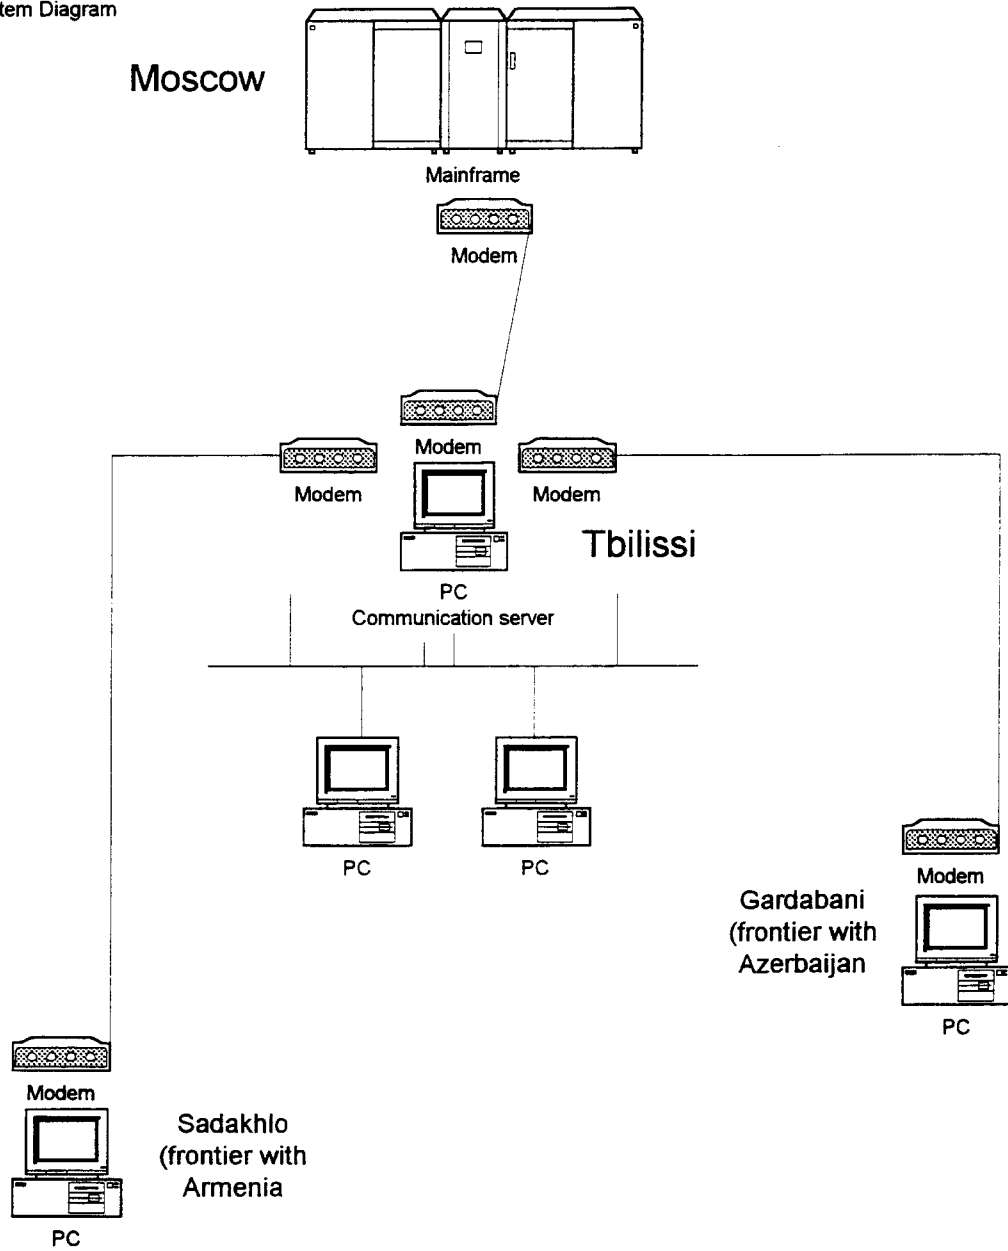 tem Diagram
Moscow
Mainframe
Modem
Modem
Modem
Modem
Tbilissi
PC
Communication server
PC
PC
Modem
Gardabani
(frontier with
Azerbaijan
PC
Modem
Sadakhlo
(frontier with
Armenia
PC